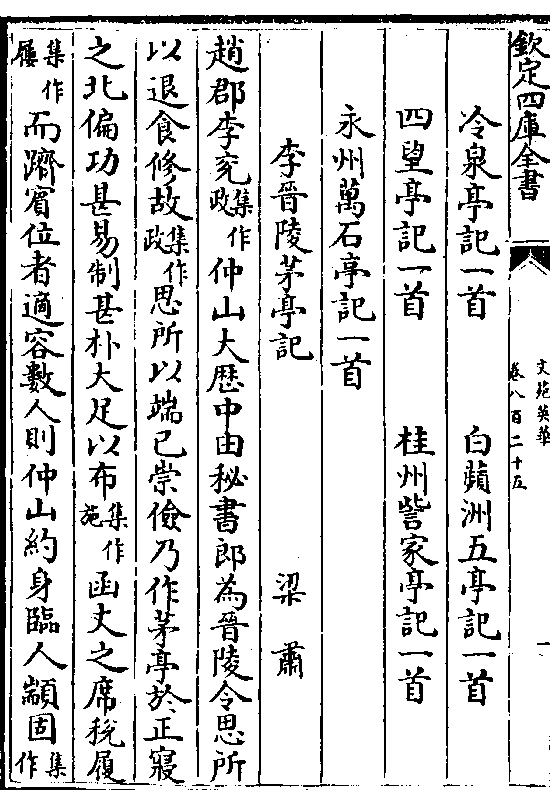 欽定四庫全書
文苑英華
卷八百二十五
一
冷泉亭記一首 白蘋洲五亭記一首
四望亭記一首 桂州訾家亭記一首
永州萬石亭記一首
李晉陵茅亭記 梁肅
趙郡李兖集作政仲山大歴中由秘書郎為晉陵令思所
以退食修故集作政思所以端已崇儉乃作茅亭於正寢
之北偏功甚易制甚朴大足以布集作施函丈之席稅履
集作屨而躋賓位者適容數人則仲山約身臨人顓固集作